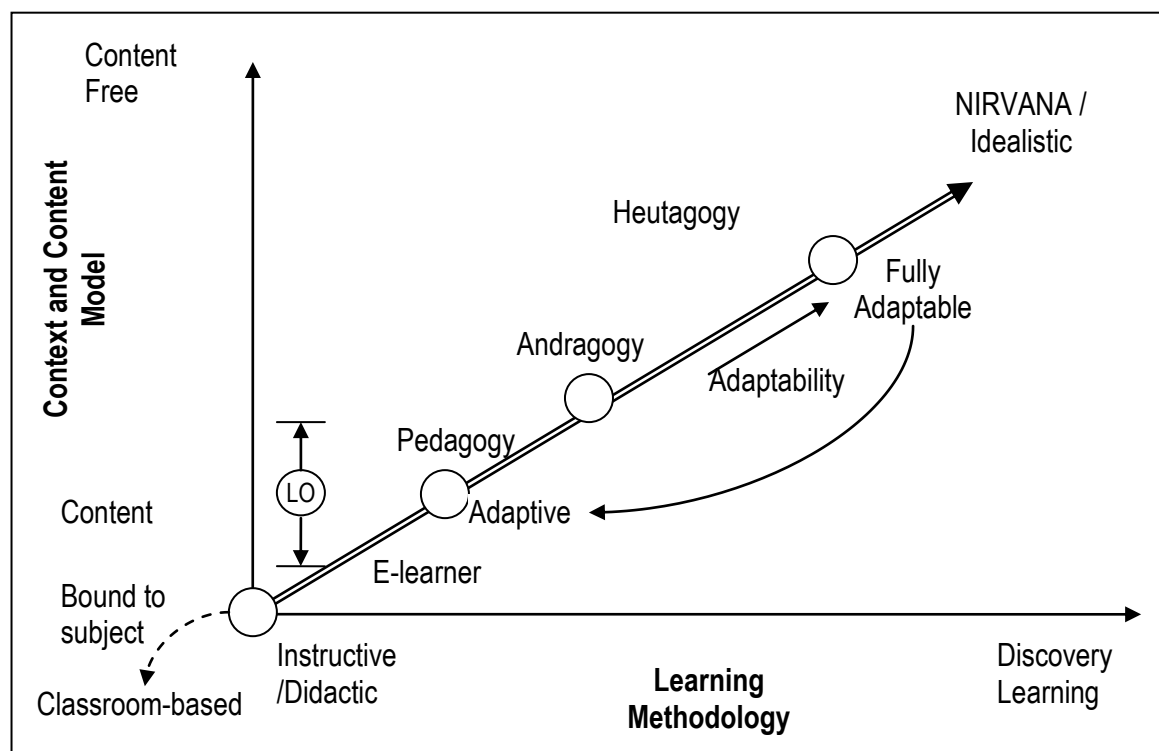 Content
Free
NIRVANA /
Idealistic
Context and Content
Model
Heutagogy
Fully
Adaptable
Andragogy
Adaptability
Pedagogy
LO
Content
Adaptive
E-learner
Bound to
subject
Instructive
/Didactic
Discovery
Learning
Learning
Methodology
Classroom-based